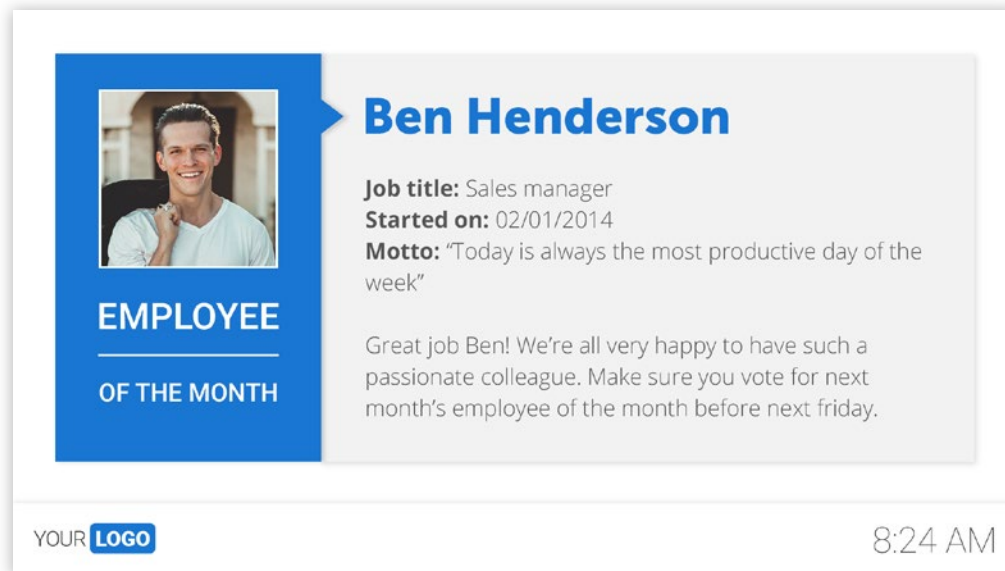 EMPLOYEE
OF THE MONTH
Ben Henderson
Job title: Sales manager
Started on: 02/01/2014
Motto: “Today is always the most productive day of the
week”
Great job Ben! We’re all very happy to have such a
passionate colleague. Make sure you vote for next
month’s employee of the month before next friday.
YOUR LOGO
8:24 AM